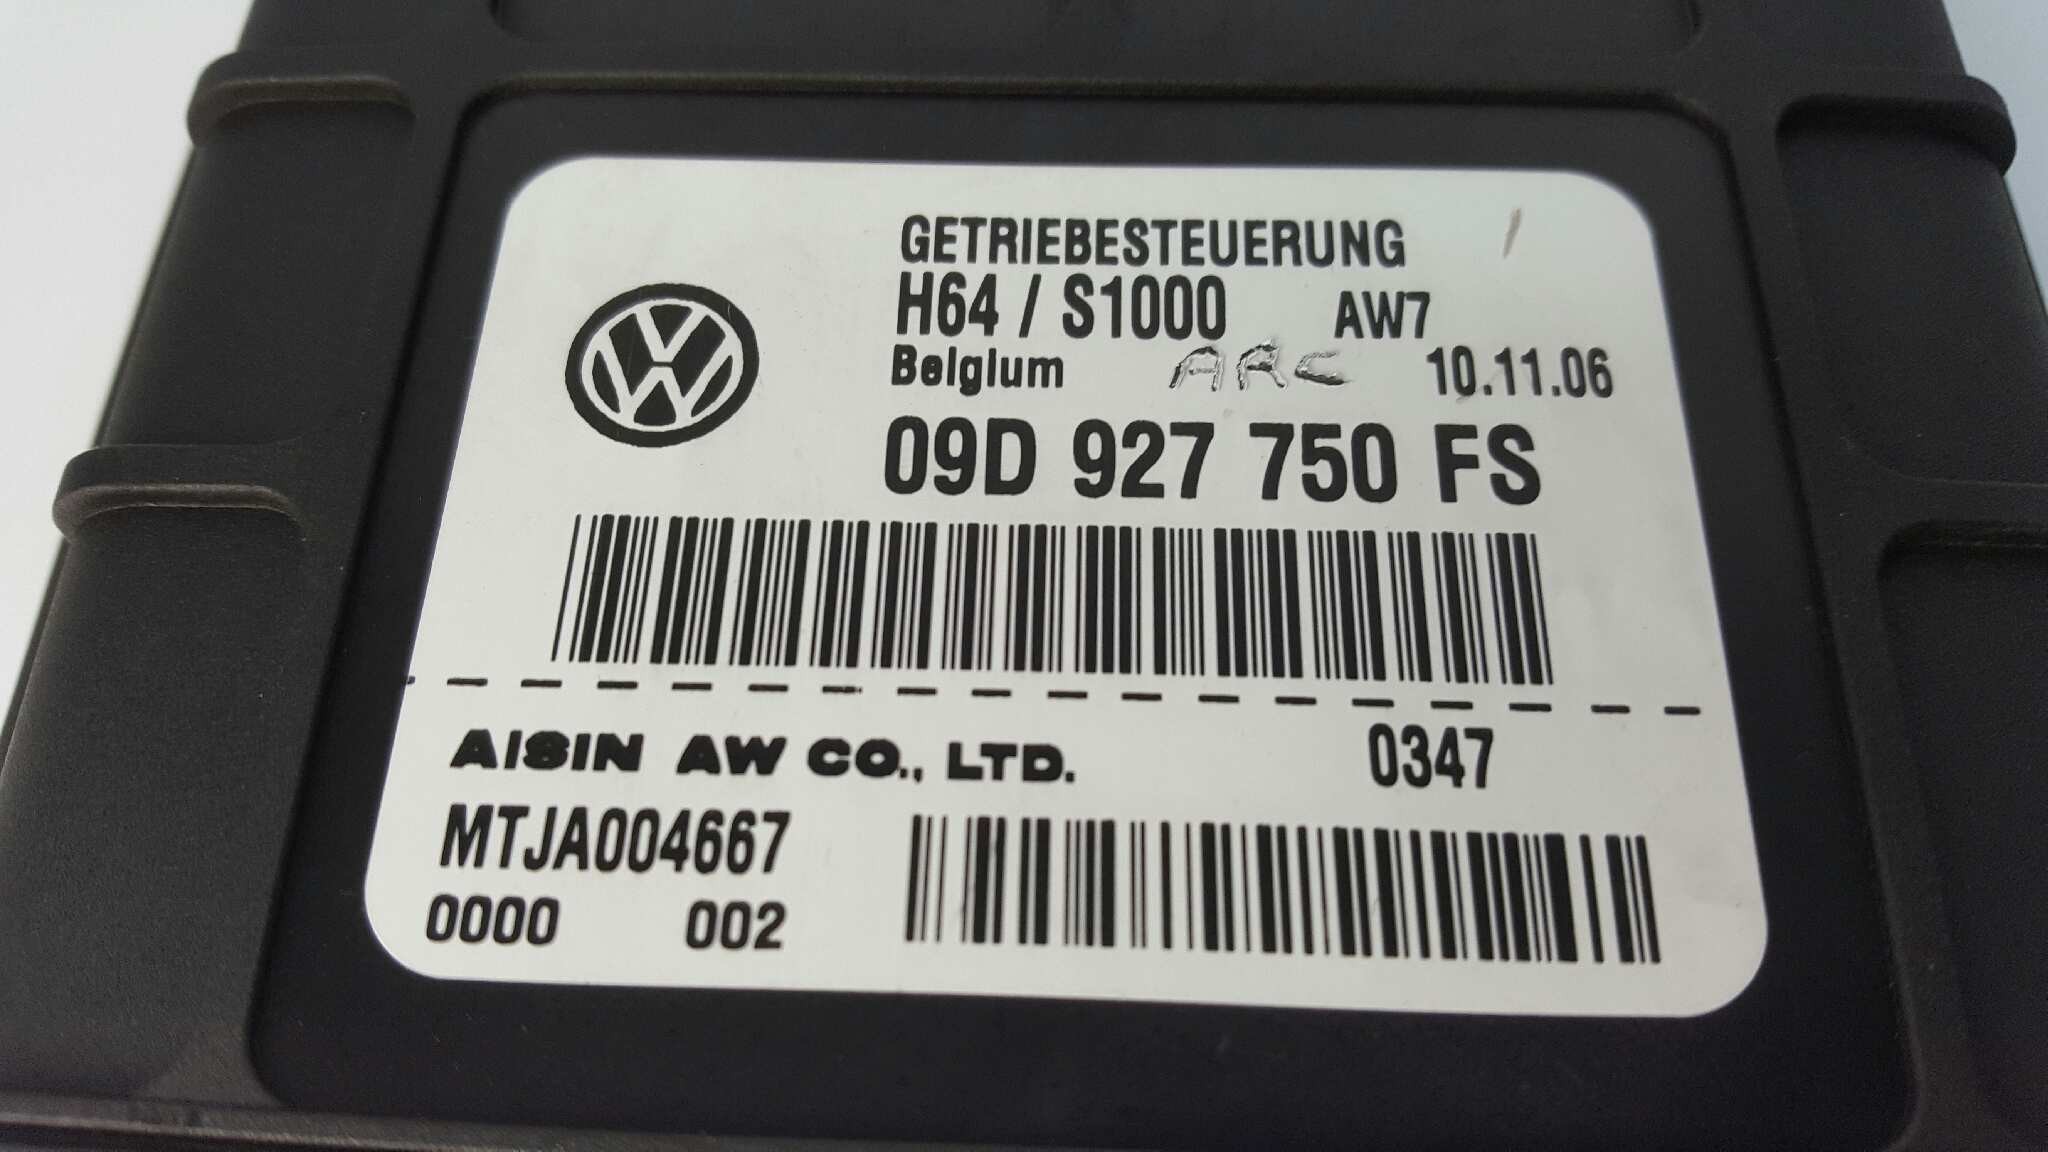 GETRIEBESTEUERUNG
H64 / S1000 AW7
Belgium ARC 10.11.06
09D 927 750 FS
AISIN AW CO., LTD. 0347
MTJA004667
0000 002